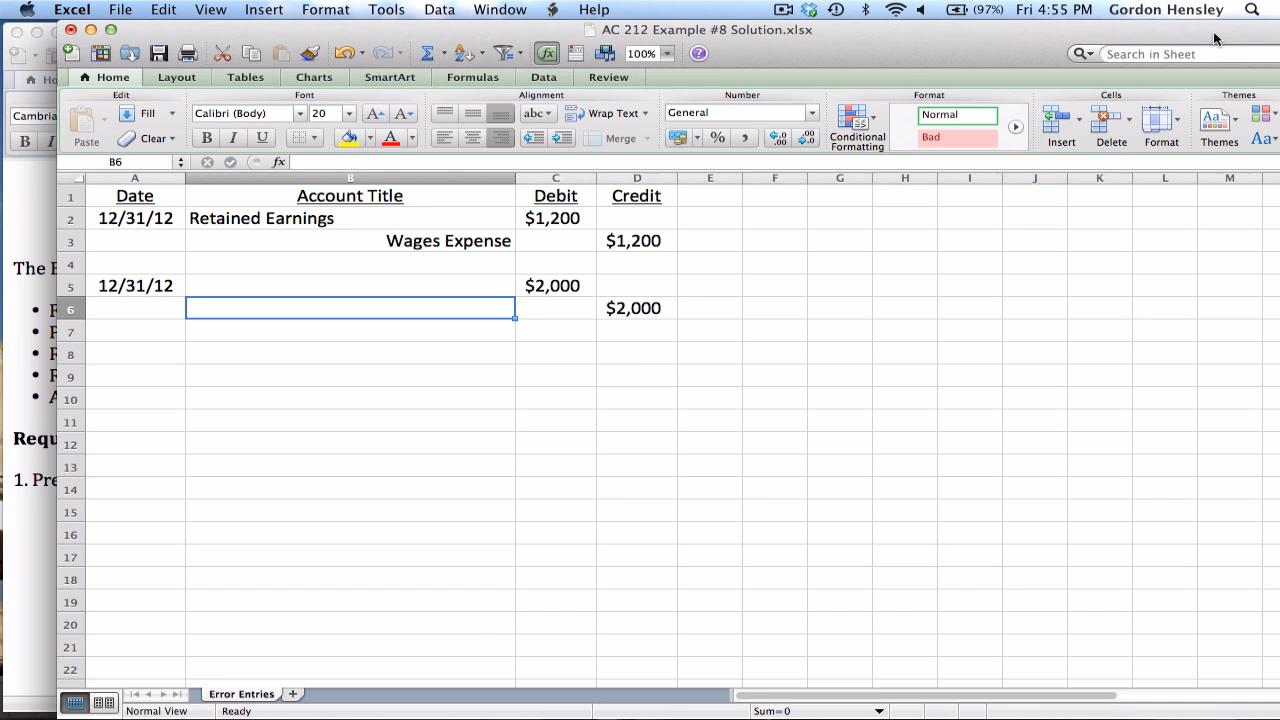 Excel File Edit View Insert Format Tools Data Window Help (97%) Fri 4:55 PM Gordon Hensley
AC 212 Example #8 Solution.xlsx
100% Search in Sheet
Home Layout Tables Charts SmartArt Formulas Data Review
Edit Font Alignment Number Format Cells Themes
Cambria
Paste Fill Calibri (Body) 20 A A abc Wrap Text General Conditional Formatting Normal Insert Delete Format Themes Aa
B I Clear B I U A Merge % Bad Aa
B6 fx
A B C D E F G H I J K L M
1 Date Account Title Debit Credit
2 12/31/12 Retained Earnings $1,200
3 Wages Expense $1,200
4
The
5 12/31/12 $2,000
6 $2,000
7
8
9
10
11
12
13
1. Pre
14
15
16
17
18
19
20
21
22
Error Entries
Normal View Ready Sum=0